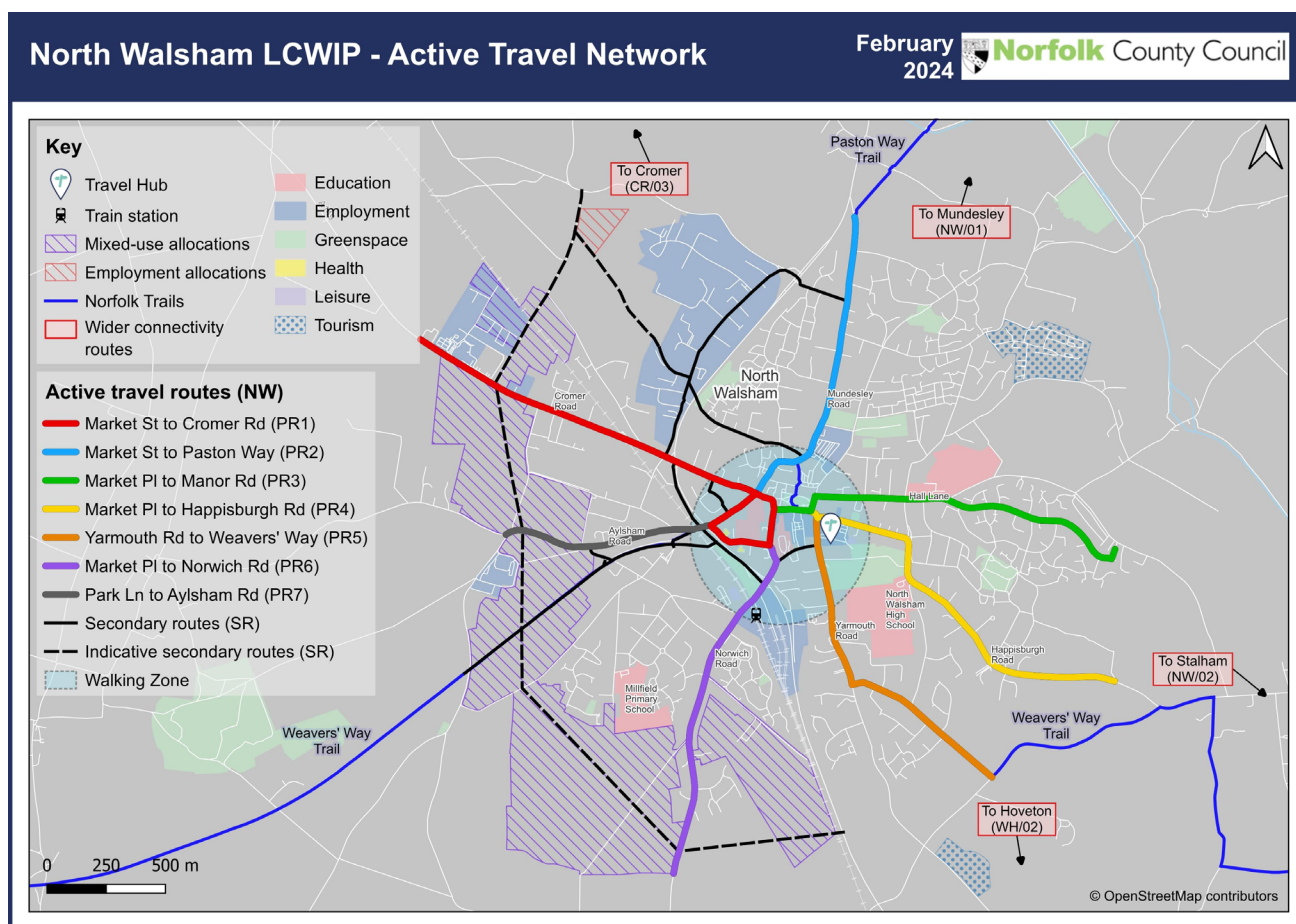 North Walsham LCWIP - Active Travel Network
February
2024
Norfolk County Council
Key
Travel Hub
Train station
Mixed-use allocations
Employment allocations
Norfolk Trails
Wider connectivity
routes
Education
Employment
Greenspace
Health
Leisure
Tourism
Active travel routes (NW)
Market St to Cromer Rd (PR1)
Market St to Paston Way (PR2)
Market Pl to Manor Rd (PR3)
Market Pl to Happisburgh Rd (PR4)
Yarmouth Rd to Weavers' Way (PR5)
Market Pl to Norwich Rd (PR6)
Park Ln to Aylsham Rd (PR7)
Secondary routes (SR)
Indicative secondary routes (SR)
Walking Zone
Paston Way
Trail
To Cromer
(CR/03)
To Mundesley
(NW/01)
North
Walsham
Cromer
Road
Mundesley
Road
Hall Lane
Aylsham
Road
North
Walsham
High
School
Yarmouth
Road
Norwich
Road
Happisburgh
Road
Millfield
Primary
School
To Stalham
(NW/02)
Weavers' Way
Trail
Weavers' Way
Trail
To Hoveton
(WH/02)
0 250 500 m
© OpenStreetMap contributors